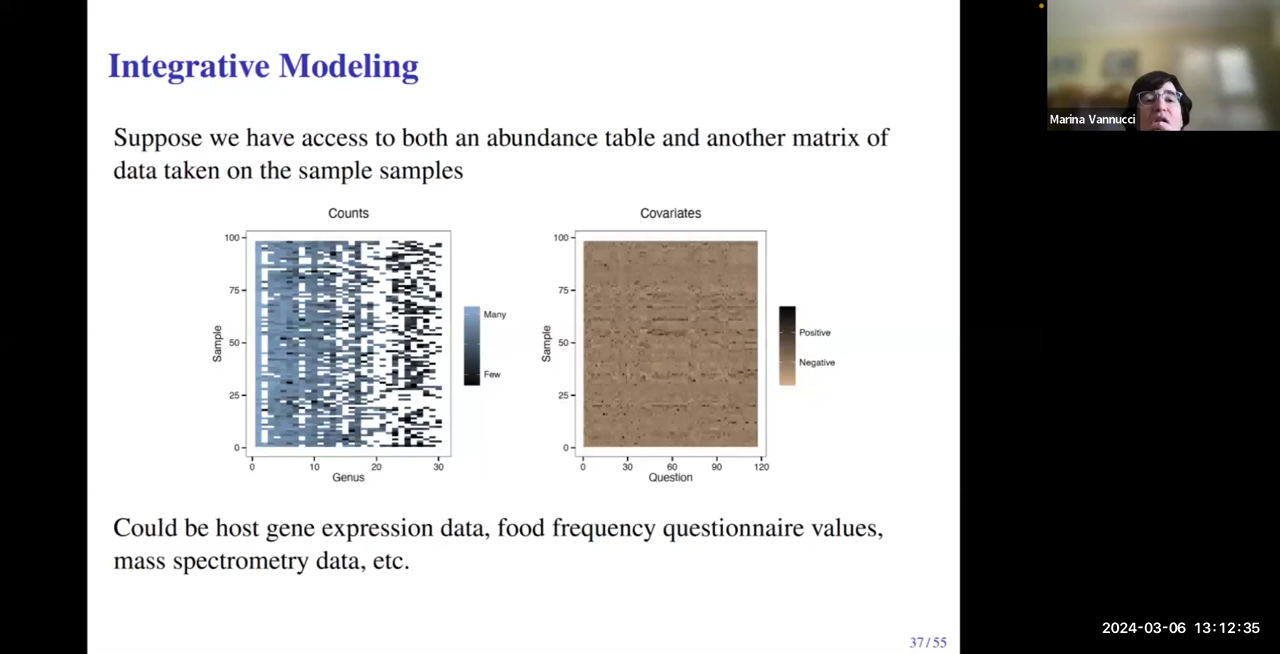 Integrative Modeling
Suppose we have access to both an abundance table and another matrix of
data taken on the sample samples
Counts
100
75
50
25
0
Sample
0 10 20 30
Genus
Many
Few
Covariates
100
75
50
25
0
Sample
0 30 60 90 120
Question
Positive
Negative
Could be host gene expression data, food frequency questionnaire values,
mass spectrometry data, etc.
37/55
Marina Vannucci
2024-03-06 13:12:35